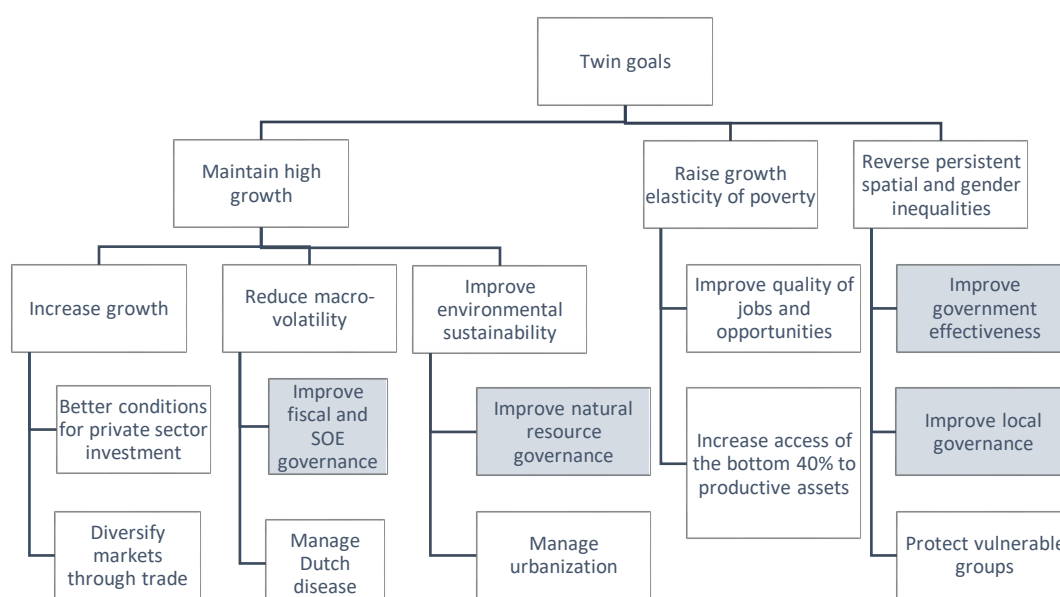 Twin goals
Maintain high
growth
Raise growth
elasticity of poverty
Reverse persistent
spatial and gender
inequalities
Increase growth
Reduce macro-
volatility
Improve
environmental
sustainability
Improve quality of
jobs and
opportunities
Improve
government
effectiveness
Better conditions
for private sector
investment
Improve
fiscal and
SOE
governance
Improve natural
resource
governance
Increase access of
the bottom 40% to
productive assets
Improve local
governance
Diversify
markets
through trade
Manage
Dutch
disease
Manage
urbanization
Protect vulnerable
groups